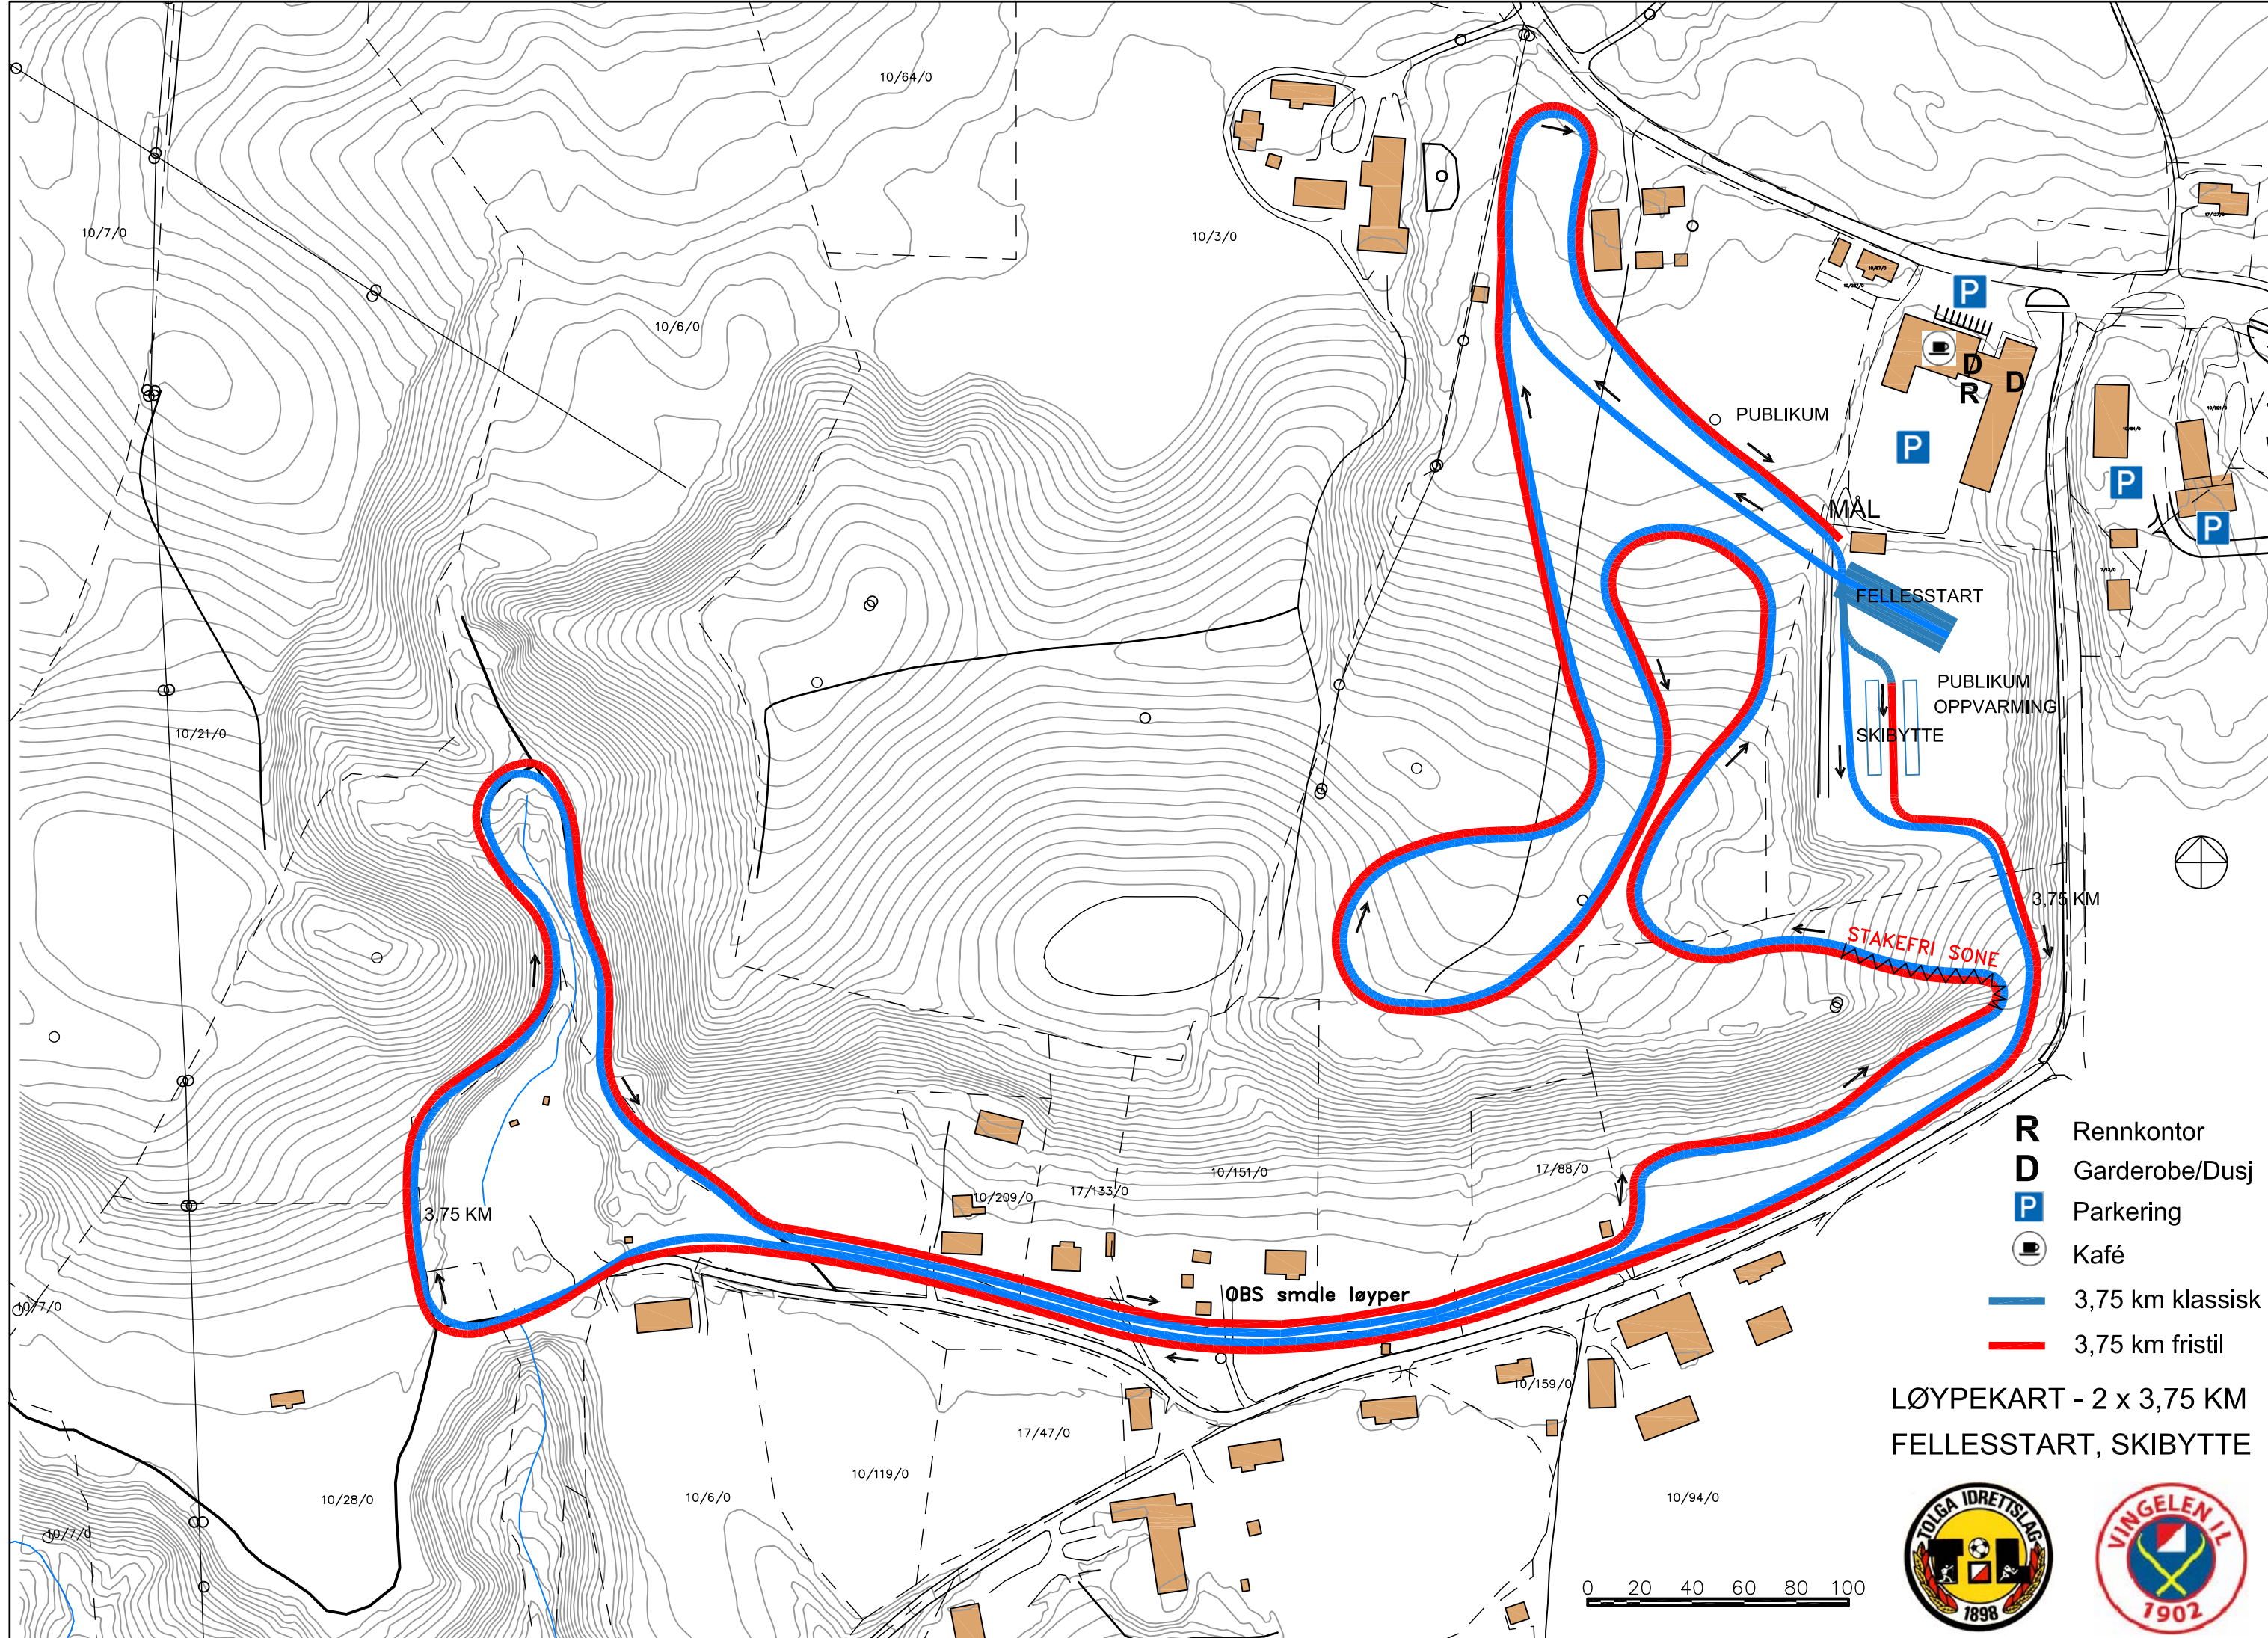 10/64/0
10/7/0
10/3/0
10/6/0
P
D
D
R
PUBLIKUM
P
P
P
MÅL
FELLESSTART
PUBLIKUM
OPPVARMING
SKIBYTTE
10/21/0
3,75 KM
STAKEFRI SONE
10/151/0
17/88/0
17/133/0
10/209/0
3,75 KM
OBS smale løyper
10/7/0
10/159/0
17/47/0
10/119/0
10/6/0
10/28/0
10/94/0
10/7/0
R Rennkontor
D Garderobe/Dusj
P Parkering
Kafé
3,75 km klassisk
3,75 km fristil
LØYPEKART - 2 x 3,75 KM
FELLESSTART, SKIBYTTE
0 20 40 60 80 100
TOLGA IDRETTSLAG
TIL
1898
VINGELEN IL
1902